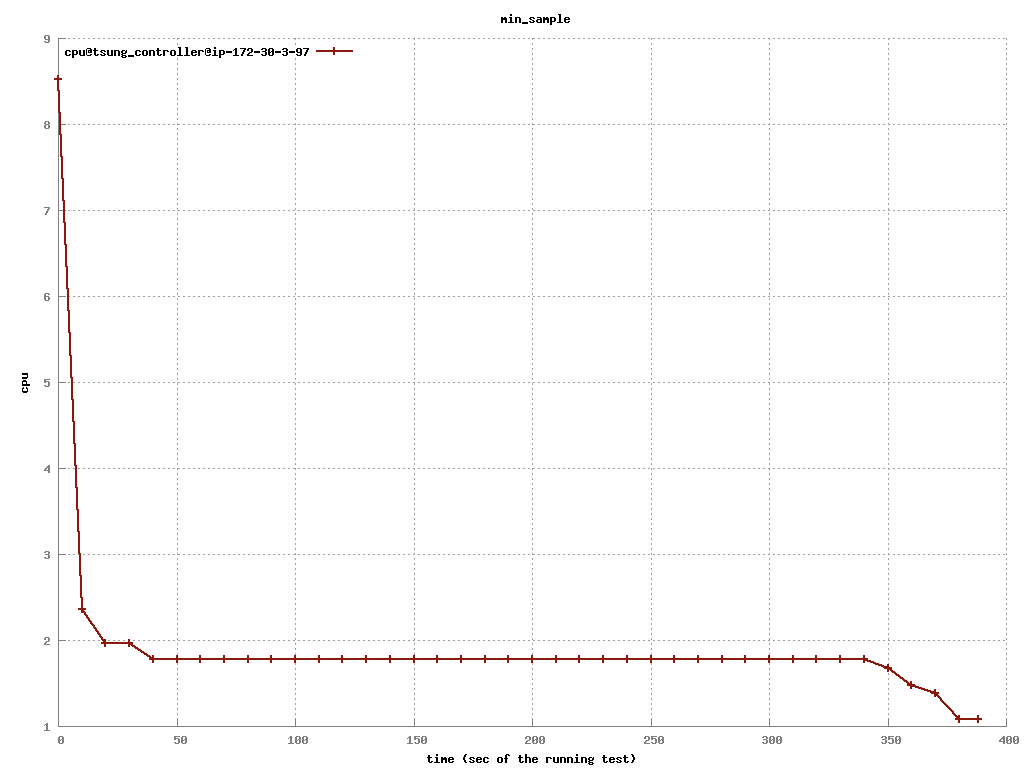 min_sample
cpu@tsung_controller@ip-172-30-3-97
9
8
7
6
5
4
3
2
1
cpu
0 50 100 150 200 250 300 350 400
time (sec of the running test)